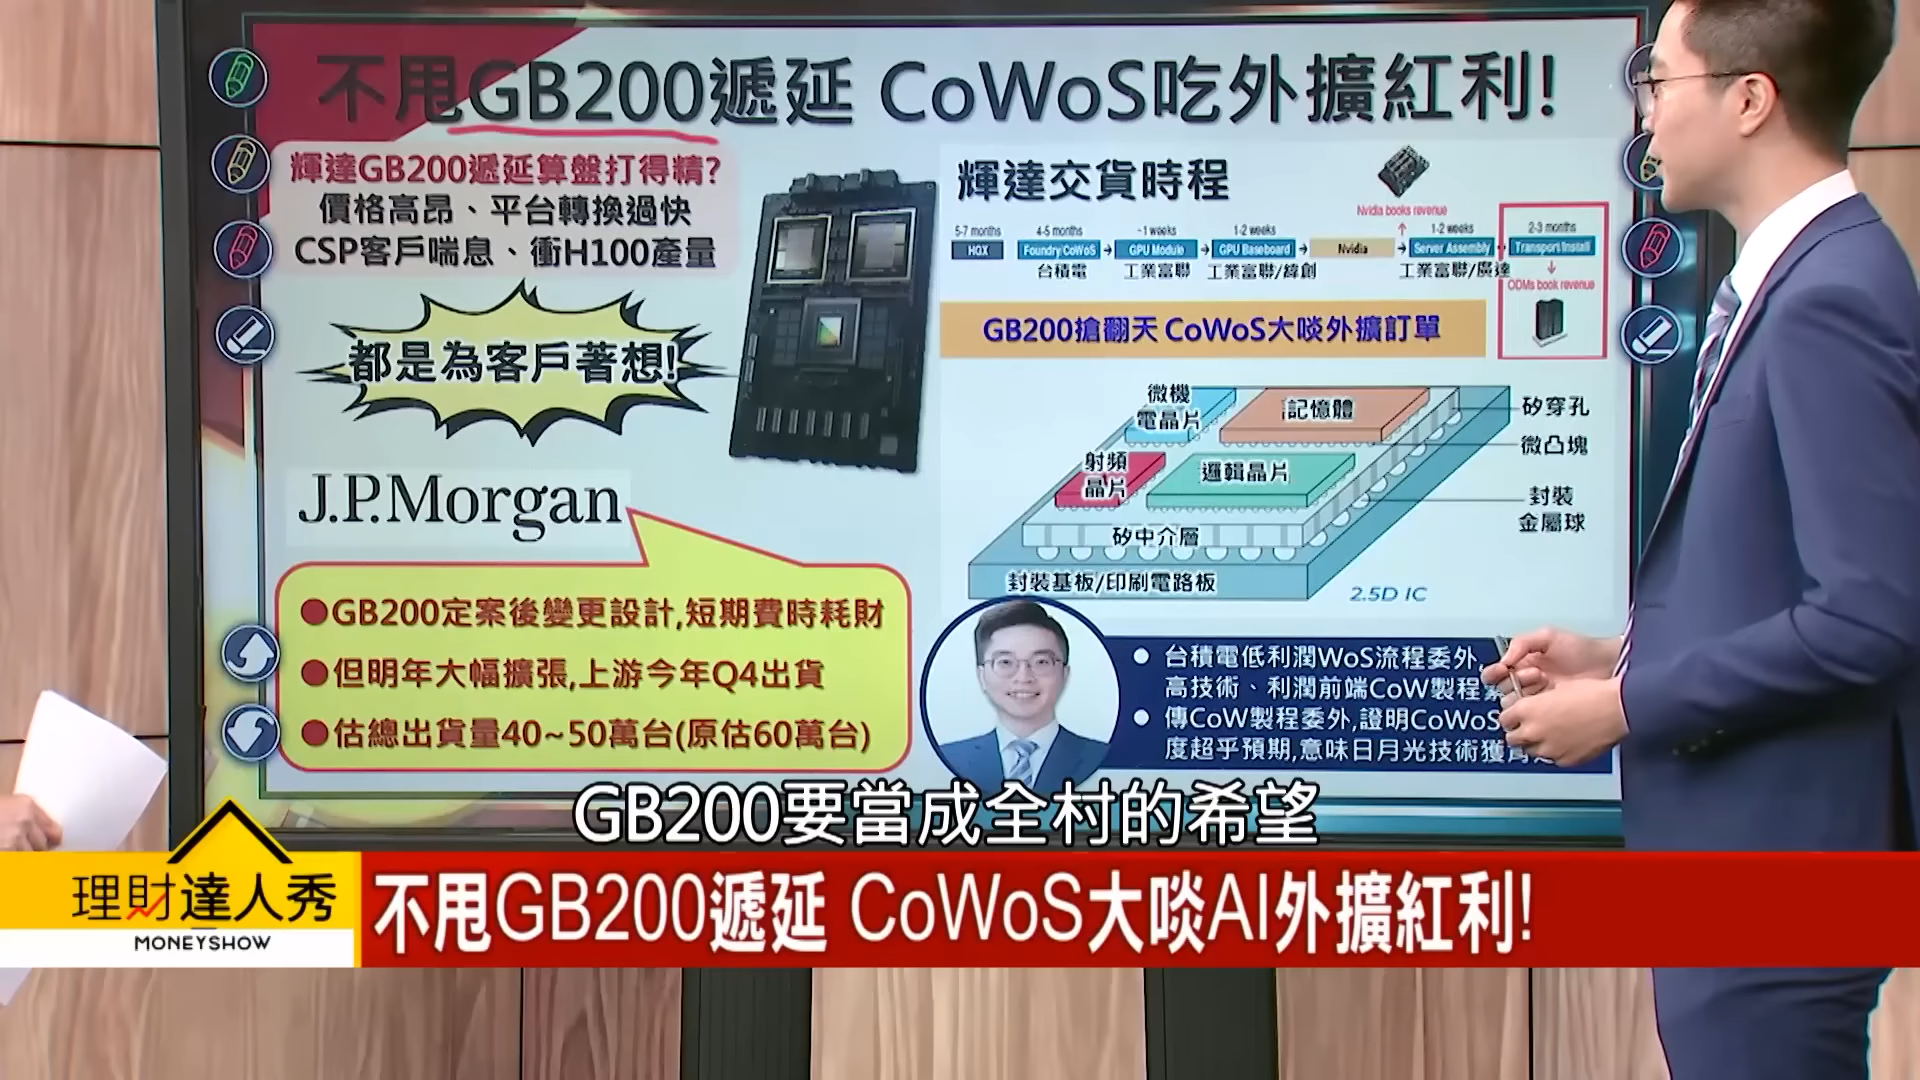 不甩GB200遞延 CoWoS吃外擴紅利!
輝達GB200遞延算盤打得精?
價格高昂、平台轉換過快
CSP客戶喘息、衝H100產量
都是為客戶著想!
J.P.Morgan
●GB200定案後變更設計,短期費時耗財
●但明年大幅擴張,上游今年Q4出貨
●估總出貨量40~50萬台(原估60萬台)
輝達交貨時程
Nvidia books revenue
5-7 months 4-5 months ~1 weeks 1-2 weeks 1-2 weeks 2-3 months
HGX Foundry/CoWoS GPU Module GPU Baseboard Nvidia Server Assembly Transport/Install
台積電 工業富聯 工業富聯/緯創 工業富聯/廣達
ODMs book revenue
GB200搶翻天 CoWoS大啖外擴訂單
微機
電晶片
記憶體
矽穿孔
微凸塊
射頻
晶片
邏輯晶片
封裝
金屬球
矽中介層
封裝基板/印刷電路板
2.5D IC
● 台積電低利潤WoS流程委外,
高技術、利潤前端CoW製程
● 傳CoW製程委外,證明CoWoS
度超乎預期,意味日月光技術獲
GB200要當成全村的希望
理財達人秀
MONEYSHOW
不甩GB200遞延 CoWoS大啖AI外擴紅利!